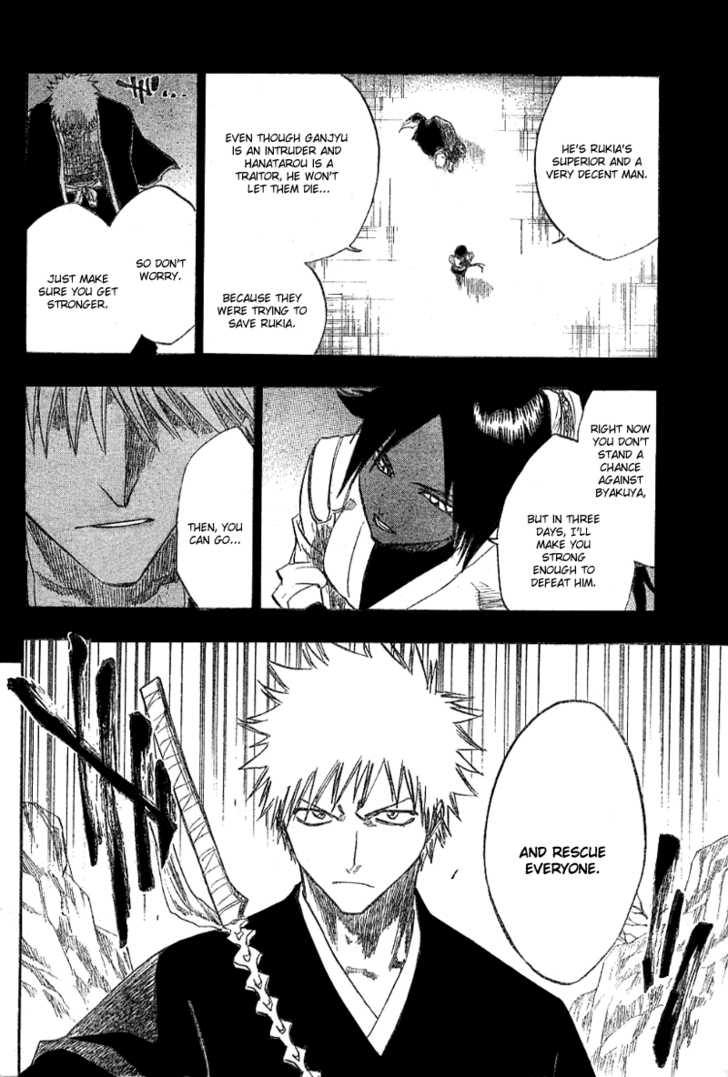 HE'S RUKIA'S
SUPERIOR AND A
VERY DECENT MAN.
EVEN THOUGH GANJYU
IS AN INTRUDER AND
HANATAROU IS A
TRAITOR, HE WON'T
LET THEM DIE...
BECAUSE THEY
WERE TRYING TO
SAVE RUKIA.
SO DON'T
WORRY.
JUST MAKE
SURE YOU GET
STRONGER.
RIGHT NOW
YOU DON'T
STAND A
CHANCE
AGAINST
BYAKUYA,
BUT IN THREE
DAYS, I'LL
MAKE YOU
STRONG
ENOUGH TO
DEFEAT HIM.
THEN, YOU
CAN GO...
AND RESCUE
EVERYONE.